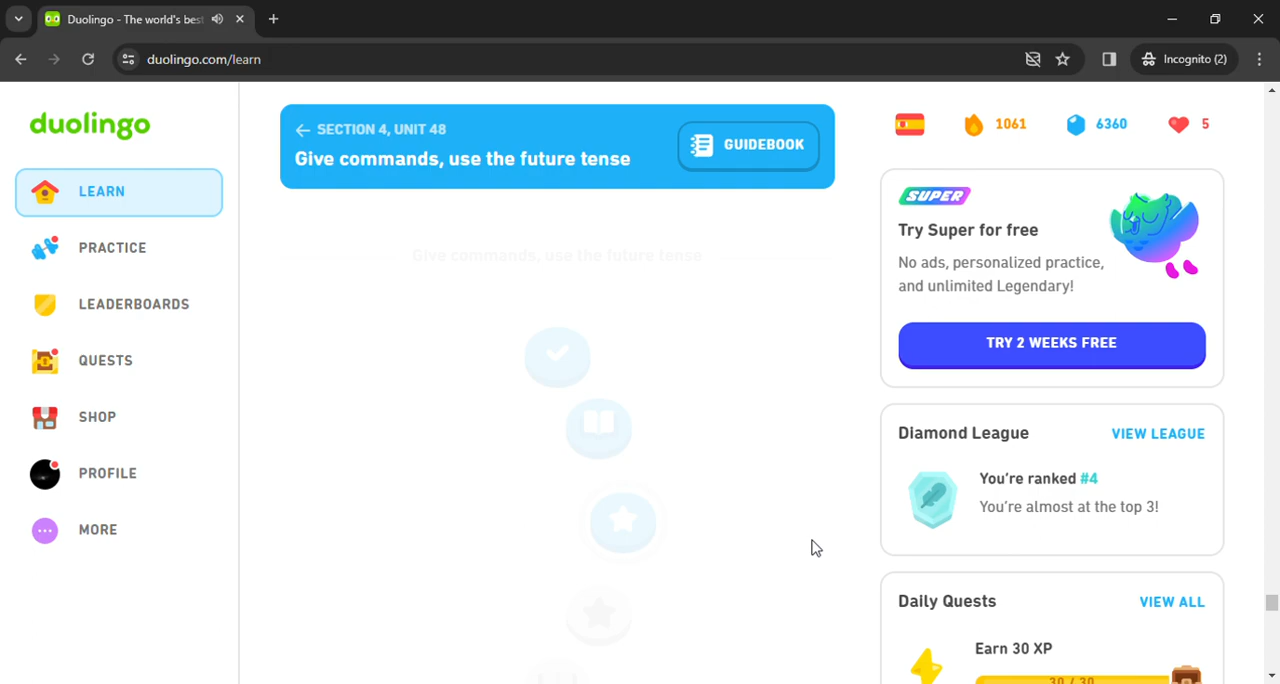 Duolingo - The world's best
duolingo.com/learn
Incognito (2)
duolingo
LEARN
PRACTICE
LEADERBOARDS
QUESTS
SHOP
PROFILE
MORE
SECTION 4, UNIT 48
Give commands, use the future tense
GUIDEBOOK
Give commands, use the future tense
1061
6360
5
SUPER
Try Super for free
No ads, personalized practice,
and unlimited Legendary!
TRY 2 WEEKS FREE
Diamond League
VIEW LEAGUE
You're ranked #4
You're almost at the top 3!
Daily Quests
VIEW ALL
Earn 30 XP
30 / 30